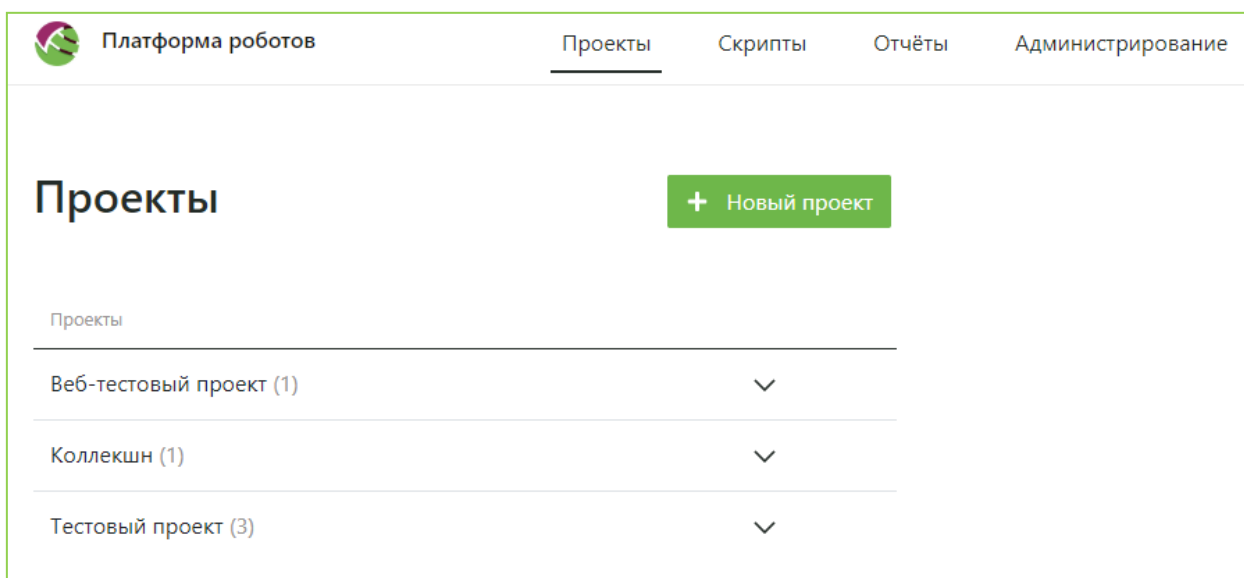 Платформа роботов
Проекты Скрипты Отчёты Администрирование
Проекты
+ Новый проект
Проекты
Веб-тестовый проект (1)
Коллекшн (1)
Тестовый проект (3)